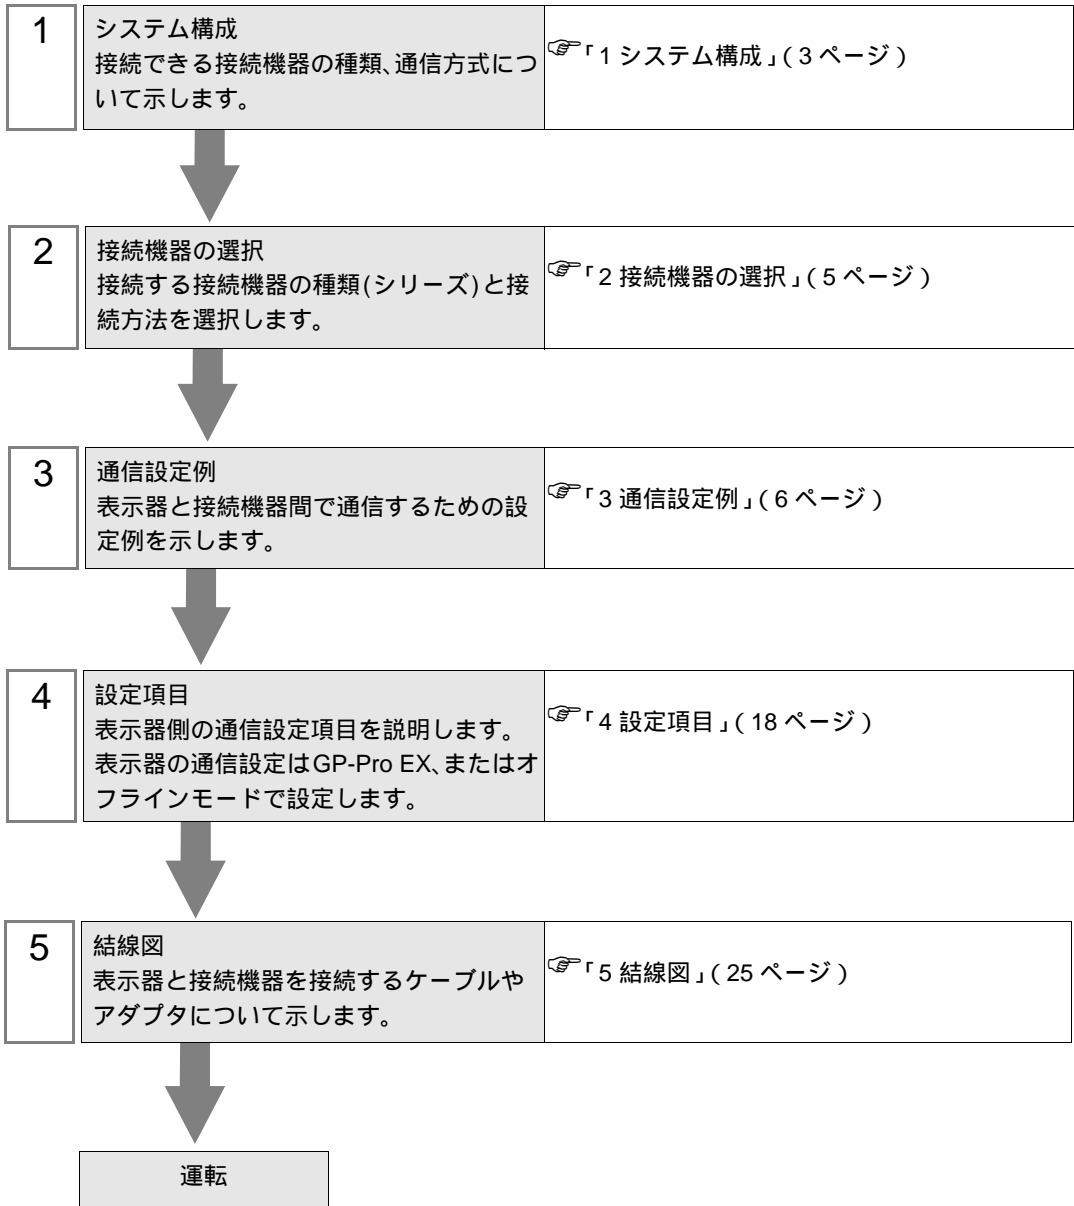 1
システム構成
接続できる接続機器の種類、通信方式につ
いて示します。
☞「1 システム構成」( 3 ページ )
2
接続機器の選択
接続する接続機器の種類(シリーズ)と接
続方法を選択します。
☞「2 接続機器の選択」( 5 ページ )
3
通信設定例
表示器と接続機器間で通信するための設
定例を示します。
☞「3 通信設定例」( 6 ページ )
4
設定項目
表示器側の通信設定項目を説明します。
表示器の通信設定はGP-Pro EX、またはオ
フラインモードで設定します。
☞「4 設定項目」( 18 ページ )
5
結線図
表示器と接続機器を接続するケーブルや
アダプタについて示します。
☞「5 結線図」( 25 ページ )
運転